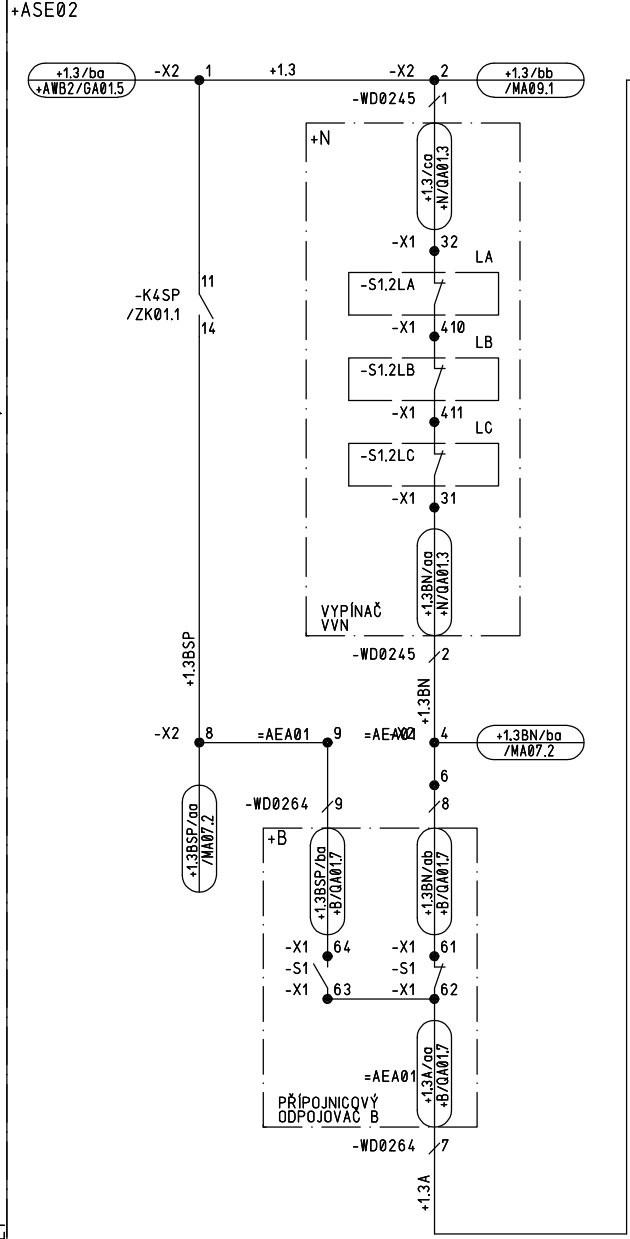 +ASE02
+1.3/ba
+AWB2/GA01.5
-X2
1
+1.3
-X2
2
+1.3/bb
/MA09.1
-WD0245
1
+N
+1.3/ca
+N/QA01.3
-X1
32
LA
-S1.2LA
11
-K4SP
/ZK01.1
14
-X1
410
LB
-S1.2LB
-X1
411
LC
-S1.2LC
-X1
31
+1.3BN/aa
+N/QA01.3
VYPÍNAČ
VVN
-WD0245
2
+1.3BSP
+1.3BN
-X2
8
=AEA01
9
=AEA01
-X2
4
+1.3BN/ba
/MA07.2
6
+1.3BSP/aa
/MA07.2
-WD0264
9
8
+B
+1.3BSP/ba
+B/QA01.7
+1.3BN/ab
+B/QA01.7
-X1
64
-X1
61
-S1
-S1
-X1
63
-X1
62
=AEA01
+1.3A/aa
+B/QA01.7
PŘÍPOJNICOVÝ
ODPOJOVAČ B
-WD0264
7
+1.3A